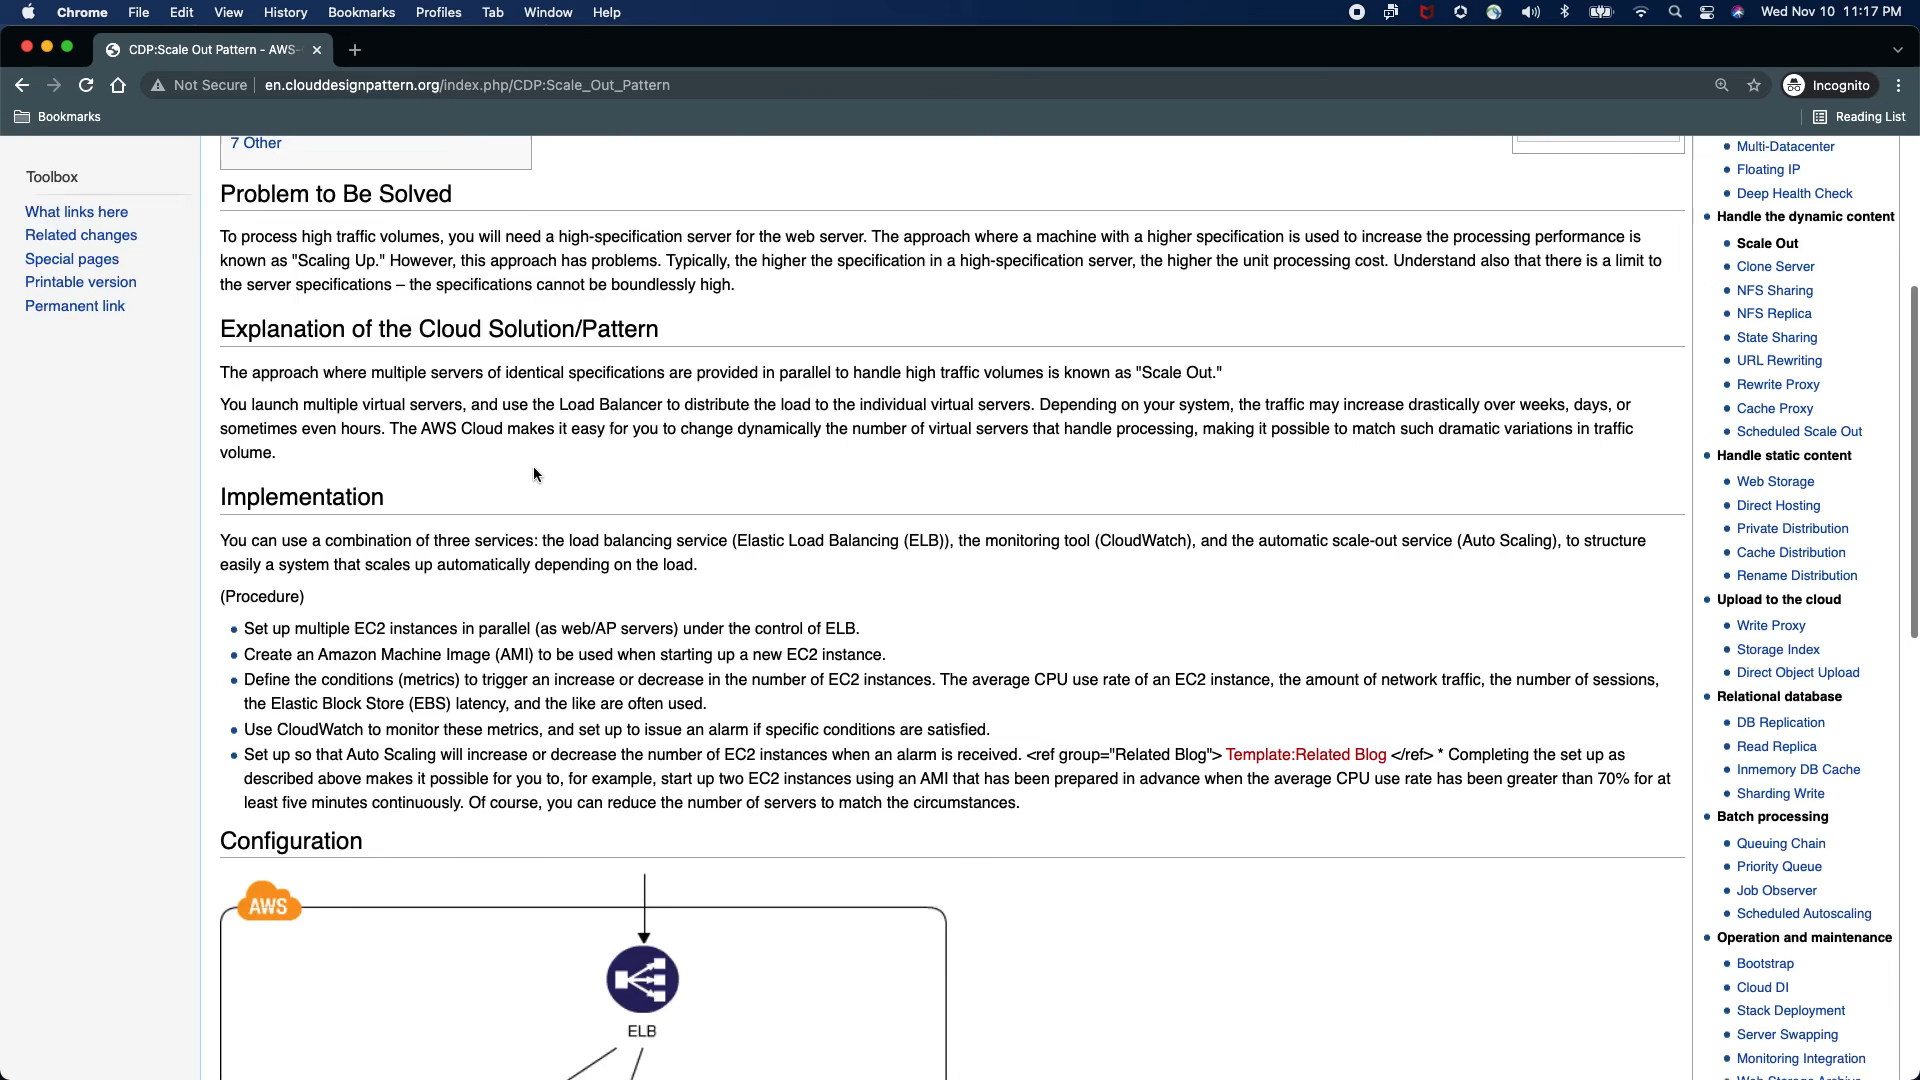 Chrome File Edit View History Bookmarks Profiles Tab Window Help Wed Nov 10 11:17 PM
CDP:Scale Out Pattern - AWS-
Not Secure en.clouddesignpattern.org/index.php/CDP:Scale_Out_Pattern Incognito
Bookmarks Reading List
Toolbox
What links here
Related changes
Special pages
Printable version
Permanent link
7 Other
Problem to Be Solved
To process high traffic volumes, you will need a high-specification server for the web server. The approach where a machine with a higher specification is used to increase the processing performance is
known as "Scaling Up." However, this approach has problems. Typically, the higher the specification in a high-specification server, the higher the unit processing cost. Understand also that there is a limit to
the server specifications – the specifications cannot be boundlessly high.
Explanation of the Cloud Solution/Pattern
The approach where multiple servers of identical specifications are provided in parallel to handle high traffic volumes is known as "Scale Out."
You launch multiple virtual servers, and use the Load Balancer to distribute the load to the individual virtual servers. Depending on your system, the traffic may increase drastically over weeks, days, or
sometimes even hours. The AWS Cloud makes it easy for you to change dynamically the number of virtual servers that handle processing, making it possible to match such dramatic variations in traffic
volume.
Implementation
You can use a combination of three services: the load balancing service (Elastic Load Balancing (ELB)), the monitoring tool (CloudWatch), and the automatic scale-out service (Auto Scaling), to structure
easily a system that scales up automatically depending on the load.
(Procedure)
Set up multiple EC2 instances in parallel (as web/AP servers) under the control of ELB.
Create an Amazon Machine Image (AMI) to be used when starting up a new EC2 instance.
Define the conditions (metrics) to trigger an increase or decrease in the number of EC2 instances. The average CPU use rate of an EC2 instance, the amount of network traffic, the number of sessions,
the Elastic Block Store (EBS) latency, and the like are often used.
Use CloudWatch to monitor these metrics, and set up to issue an alarm if specific conditions are satisfied.
Set up so that Auto Scaling will increase or decrease the number of EC2 instances when an alarm is received. <ref group="Related Blog"> Template:Related Blog </ref> * Completing the set up as
described above makes it possible for you to, for example, start up two EC2 instances using an AMI that has been prepared in advance when the average CPU use rate has been greater than 70% for at
least five minutes continuously. Of course, you can reduce the number of servers to match the circumstances.
Configuration
AWS
ELB
Multi-Datacenter
Floating IP
Deep Health Check
Handle the dynamic content
Scale Out
Clone Server
NFS Sharing
NFS Replica
State Sharing
URL Rewriting
Rewrite Proxy
Cache Proxy
Scheduled Scale Out
Handle static content
Web Storage
Direct Hosting
Private Distribution
Cache Distribution
Rename Distribution
Upload to the cloud
Write Proxy
Storage Index
Direct Object Upload
Relational database
DB Replication
Read Replica
Inmemory DB Cache
Sharding Write
Batch processing
Queuing Chain
Priority Queue
Job Observer
Scheduled Autoscaling
Operation and maintenance
Bootstrap
Cloud DI
Stack Deployment
Server Swapping
Monitoring Integration